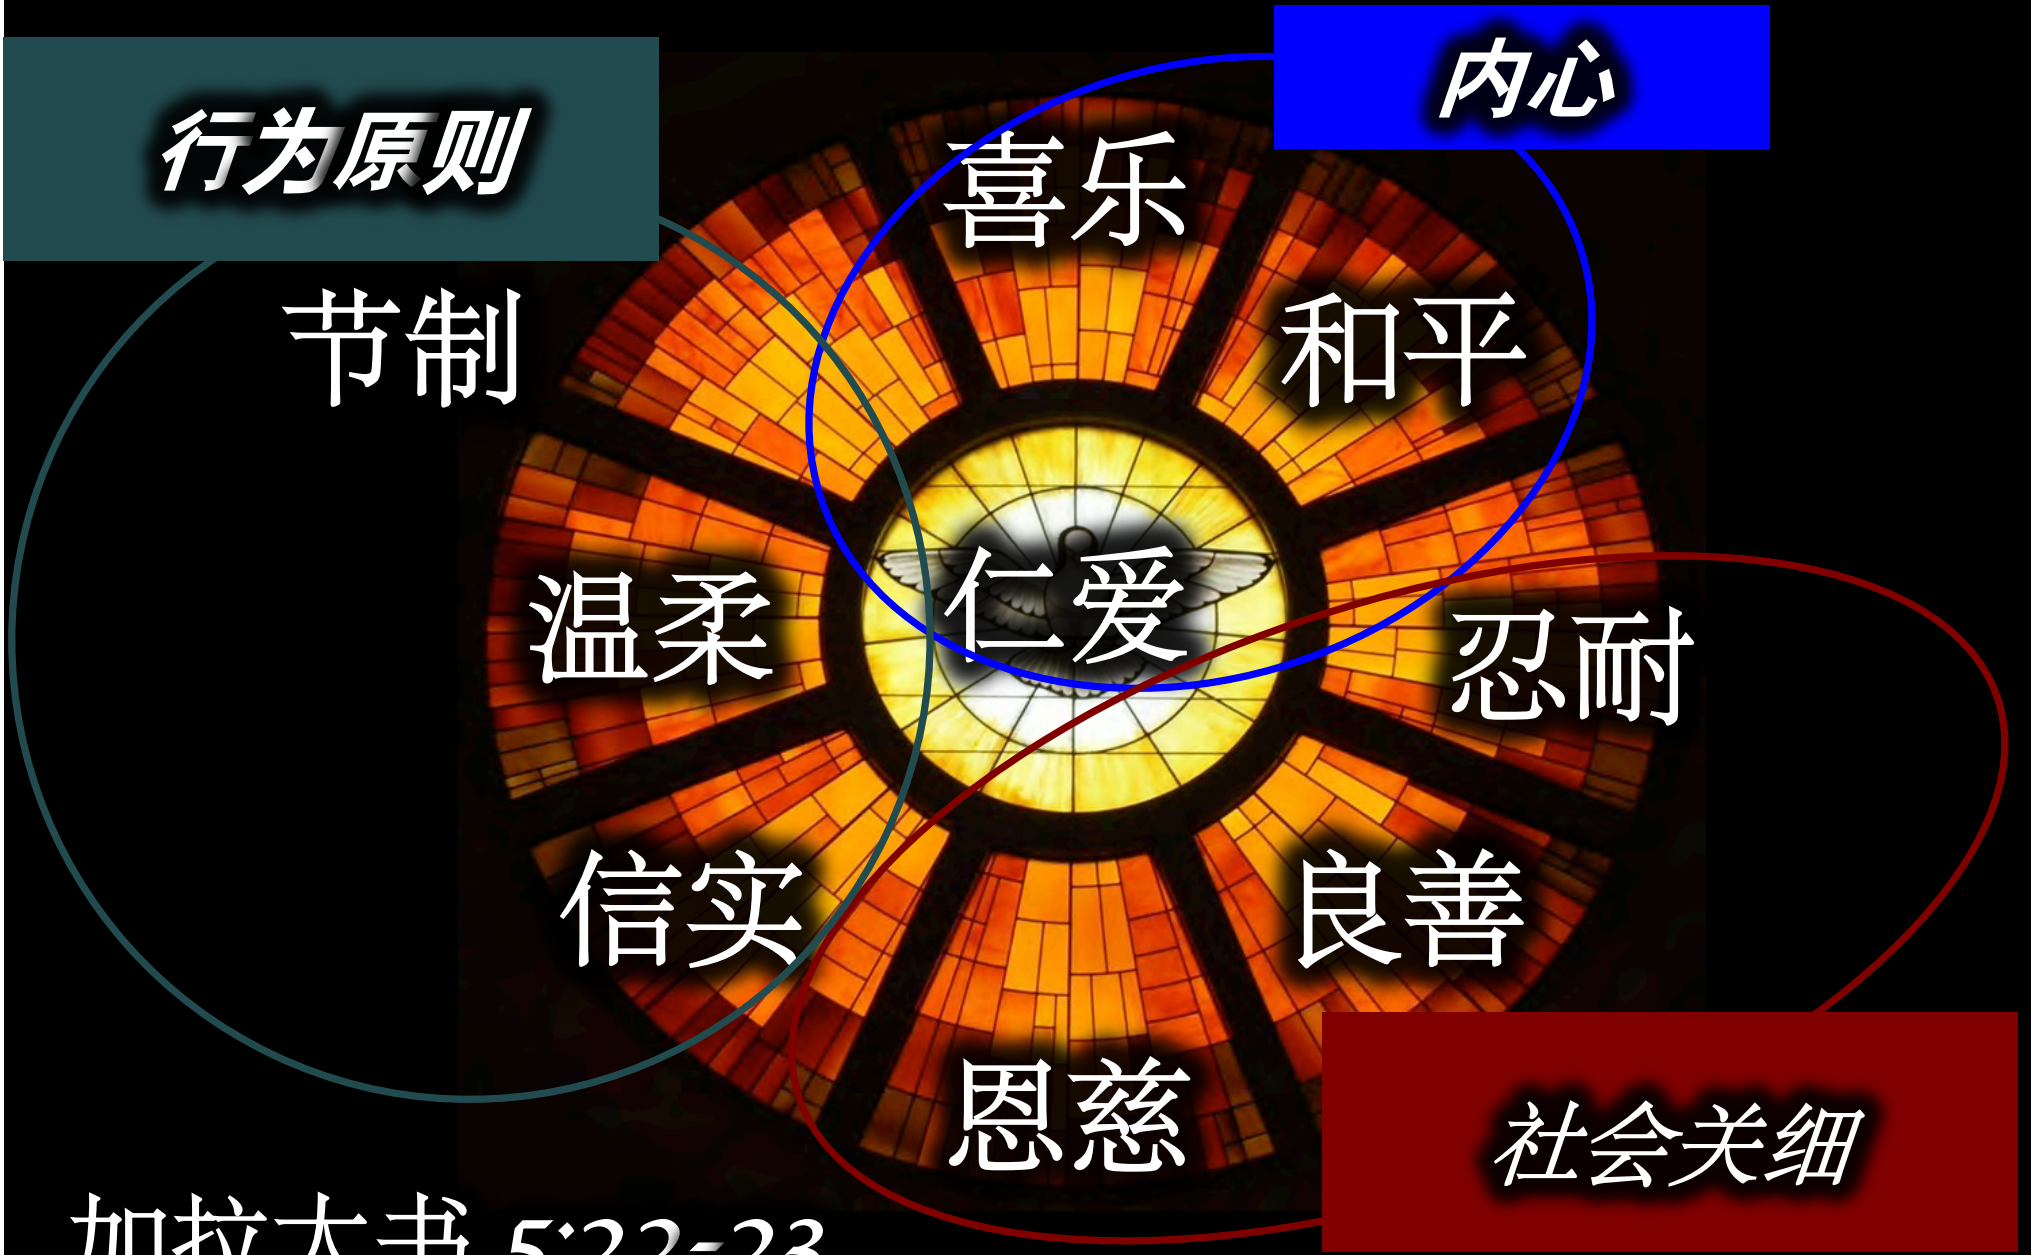 内心
行为原则
喜乐
节制
和平
仁爱
温柔
忍耐
信实
良善
恩慈
社会关细
加拉太书 5:22-23